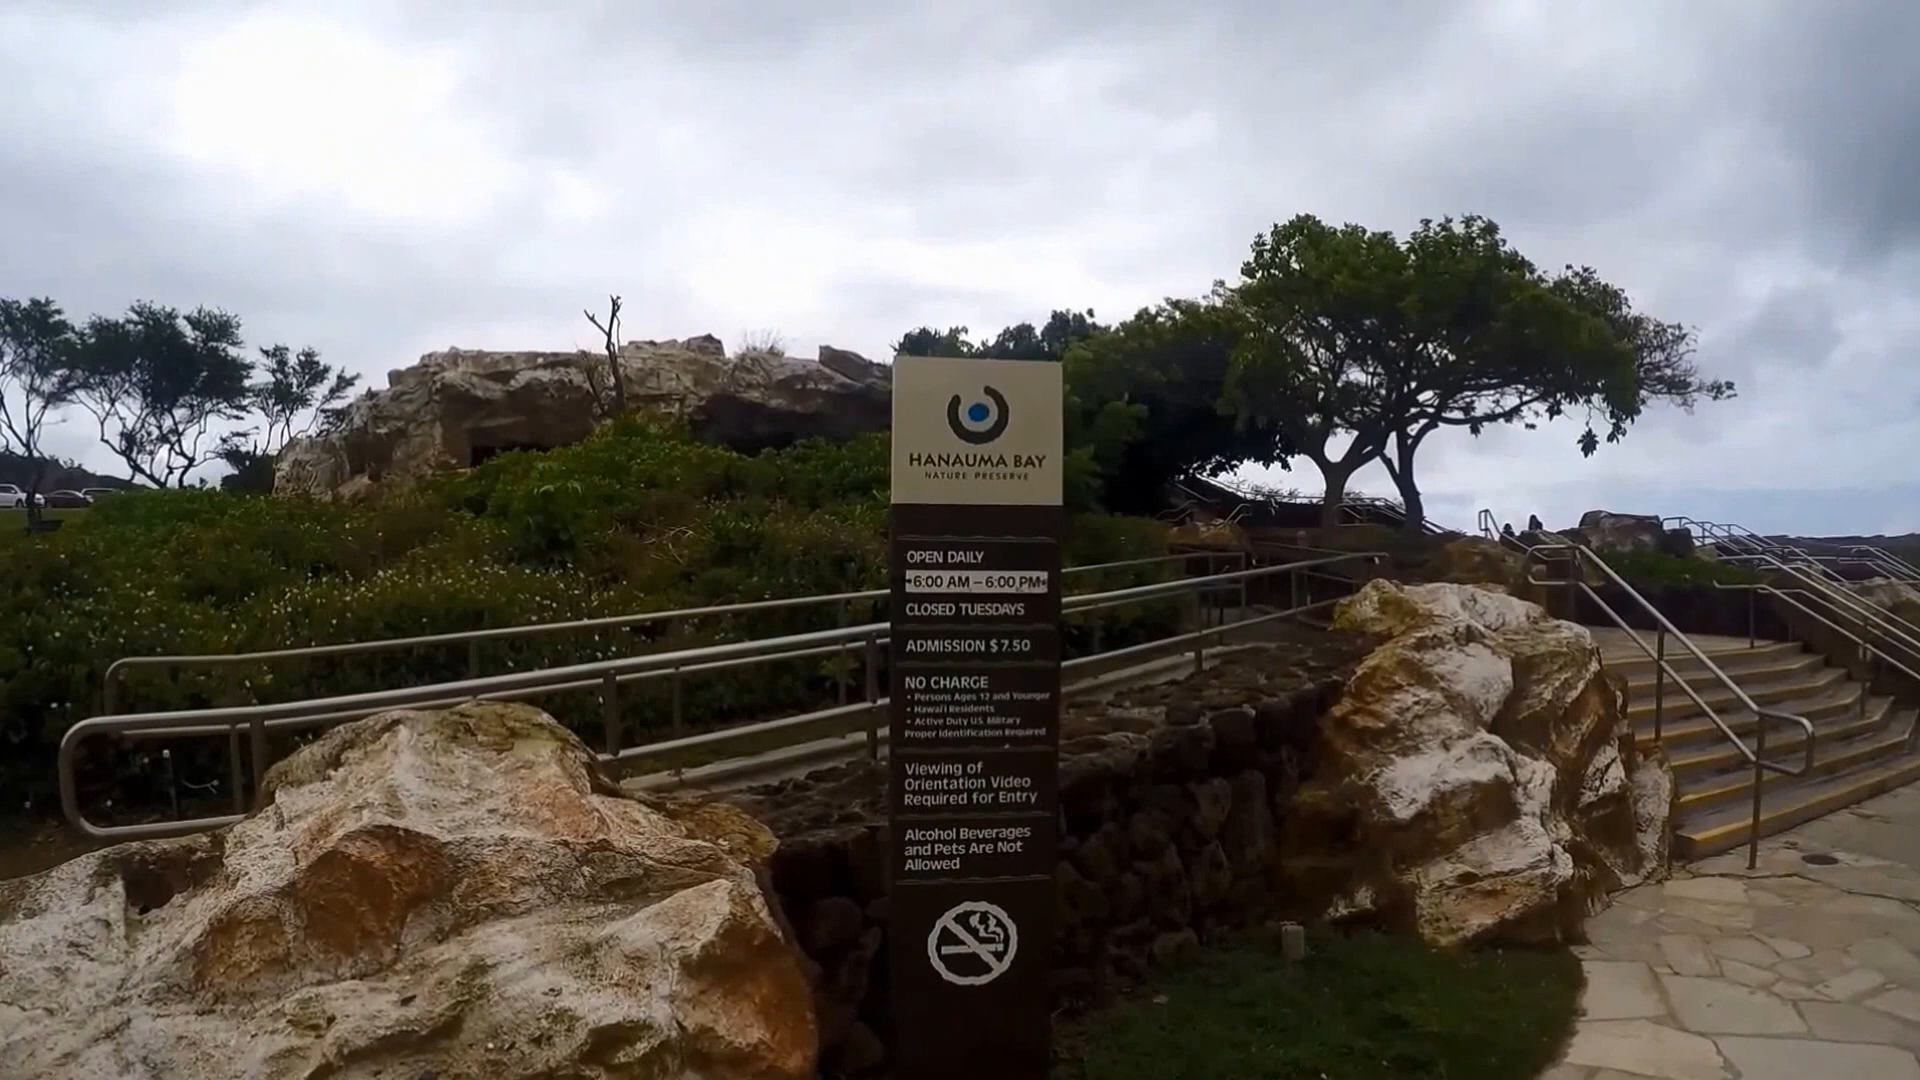 HANAUMA BAY
NATURE PRESERVE
OPEN DAILY
6:00 AM – 6:00 PM
CLOSED TUESDAYS
ADMISSION $7.50
NO CHARGE
• Persons Ages 12 and Younger
• Hawai'i Residents
• Active Duty U.S. Military
Proper Identification Required
Viewing of
Orientation Video
Required for Entry
Alcohol Beverages
and Pets Are Not
Allowed